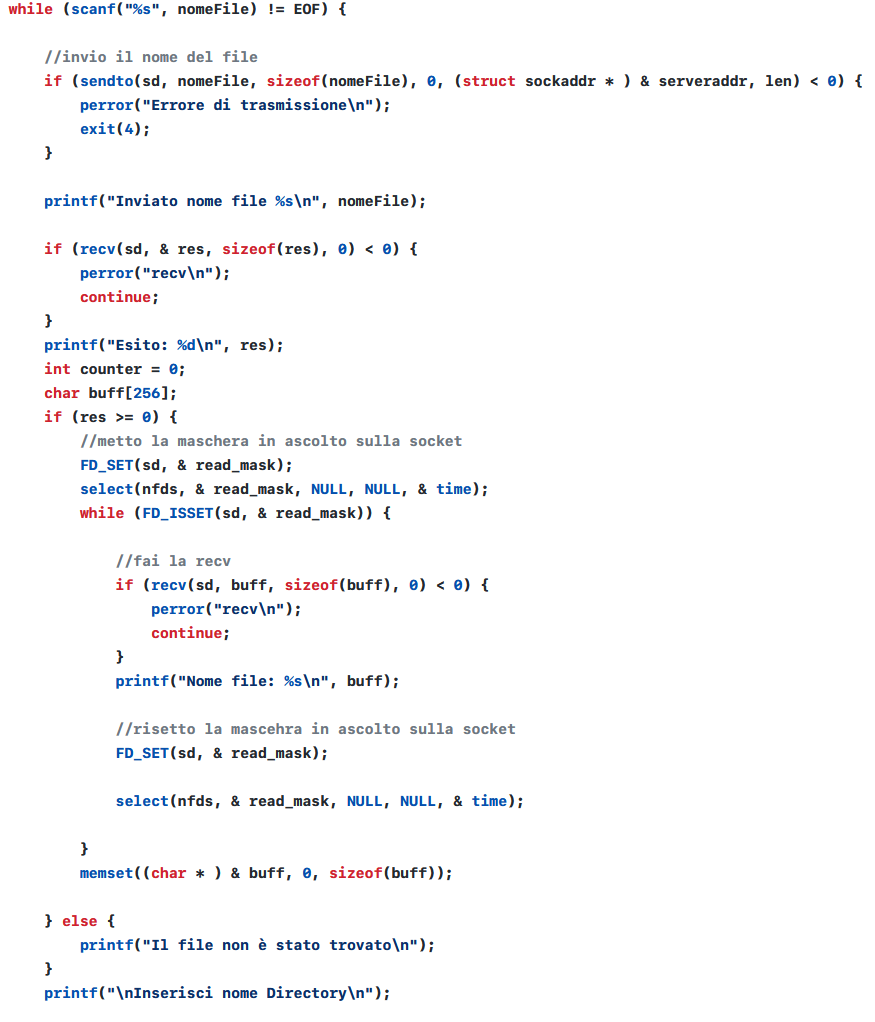 while (scanf("%s", nomeFile) != EOF) {
//invio il nome del file
if (sendto(sd, nomeFile, sizeof(nomeFile), 0, (struct sockaddr * ) & serveraddr, len) < 0) {
perror("Errore di trasmissione\n");
exit(4);
}
printf("Inviato nome file %s\n", nomeFile);
if (recv(sd, & res, sizeof(res), 0) < 0) {
perror("recv\n");
continue;
}
printf("Esito: %d\n", res);
int counter = 0;
char buff[256];
if (res >= 0) {
//metto la maschera in ascolto sulla socket
FD_SET(sd, & read_mask);
select(nfds, & read_mask, NULL, NULL, & time);
while (FD_ISSET(sd, & read_mask)) {
//fai la recv
if (recv(sd, buff, sizeof(buff), 0) < 0) {
perror("recv\n");
continue;
}
printf("Nome file: %s\n", buff);
//risetto la mascehra in ascolto sulla socket
FD_SET(sd, & read_mask);
select(nfds, & read_mask, NULL, NULL, & time);
}
memset((char * ) & buff, 0, sizeof(buff));
} else {
printf("Il file non è stato trovato\n");
}
printf("\nInserisci nome Directory\n");